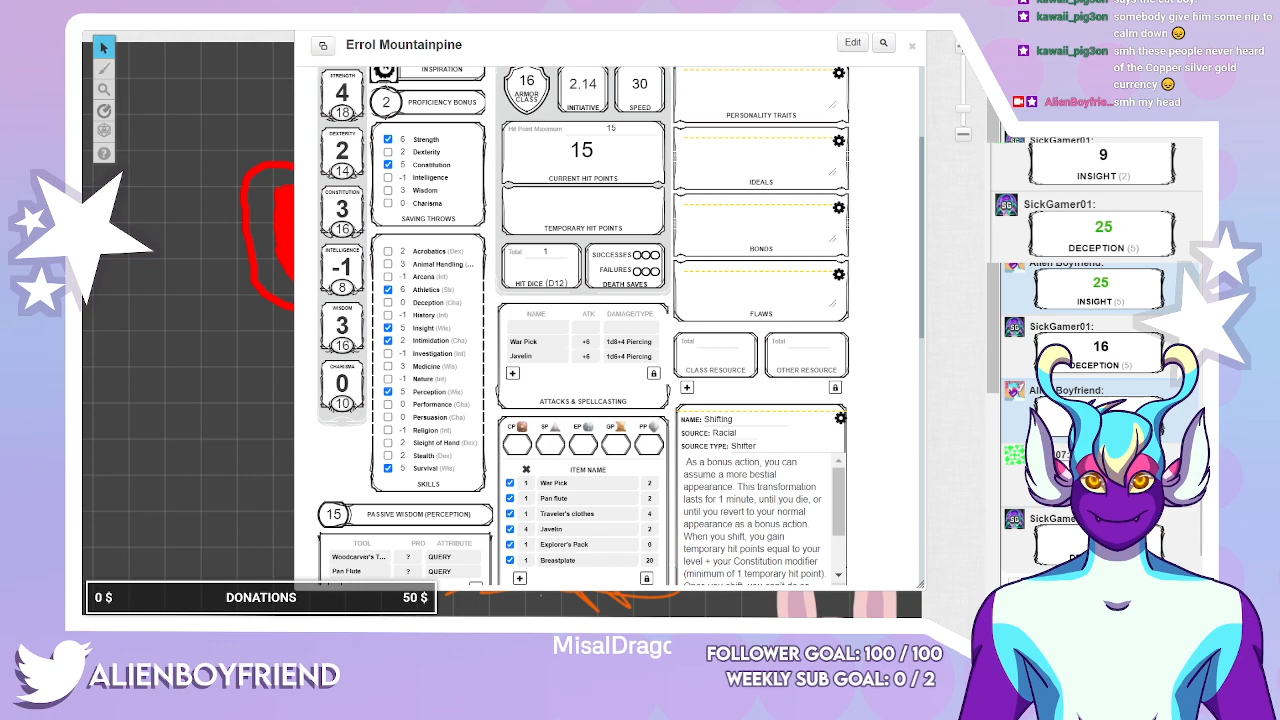 Errol Mountainpine
Edit
STRENGTH
4
18
DEXTERITY
2
14
CONSTITUTION
3
16
INTELLIGENCE
-1
8
WISDOM
3
16
CHARISMA
0
10
INSPIRATION
2
PROFICIENCY BONUS
6 Strength
2 Dexterity
5 Constitution
-1 Intelligence
3 Wisdom
0 Charisma
SAVING THROWS
2 Acrobatics (Dex)
3 Animal Handling (...
-1 Arcana (Int)
6 Athletics (Str)
0 Deception (Cha)
-1 History (Int)
5 Insight (Wis)
2 Intimidation (Cha)
-1 Investigation (Int)
3 Medicine (Wis)
-1 Nature (Int)
5 Perception (Wis)
0 Performance (Cha)
0 Persuasion (Cha)
-1 Religion (Int)
2 Sleight of Hand (Dex)
2 Stealth (Dex)
5 Survival (Wis)
SKILLS
15
PASSIVE WISDOM (PERCEPTION)
TOOL PRO ATTRIBUTE
Woodcarver's T... ? QUERY
Pan Flute ? QUERY
16
ARMOR
CLASS
2.14
INITIATIVE
30
SPEED
Hit Point Maximum 15
15
CURRENT HIT POINTS
TEMPORARY HIT POINTS
Total 1
HIT DICE (D12)
SUCCESSES
FAILURES
DEATH SAVES
NAME ATK DAMAGE/TYPE
War Pick +6 1d8+4 Piercing
Javelin +6 1d6+4 Piercing
ATTACKS & SPELLCASTING
CP SP EP GP PP
ITEM NAME
1 War Pick 2
1 Pan flute 2
1 Traveler's clothes 4
4 Javelin 2
1 Explorer's Pack 0
1 Breastplate 20
PERSONALITY TRAITS
IDEALS
BONDS
FLAWS
Total
CLASS RESOURCE
Total
OTHER RESOURCE
NAME: Shifting
SOURCE: Racial
SOURCE TYPE: Shifter
As a bonus action, you can
assume a more bestial
appearance. This transformation
lasts for 1 minute, until you die, or
until you revert to your normal
appearance as a bonus action.
When you shift, you gain
temporary hit points equal to your
level + your Constitution modifier
(minimum of 1 temporary hit point).
kawaii_pig3on somebody give him some nip to
calm down
kawaii_pig3on smh these people never heard
of the Copper silver gold
currency
AlienBoyfrie... smh my head
SickGamer01:
9
INSIGHT (2)
SickGamer01:
25
DECEPTION (5)
Alien Boyfriend:
25
INSIGHT (5)
SickGamer01:
16
DECEPTION (5)
0 $ DONATIONS 50 $
MisalDrago
ALIENBOYFRIEND
FOLLOWER GOAL: 100 / 100
WEEKLY SUB GOAL: 0 / 2